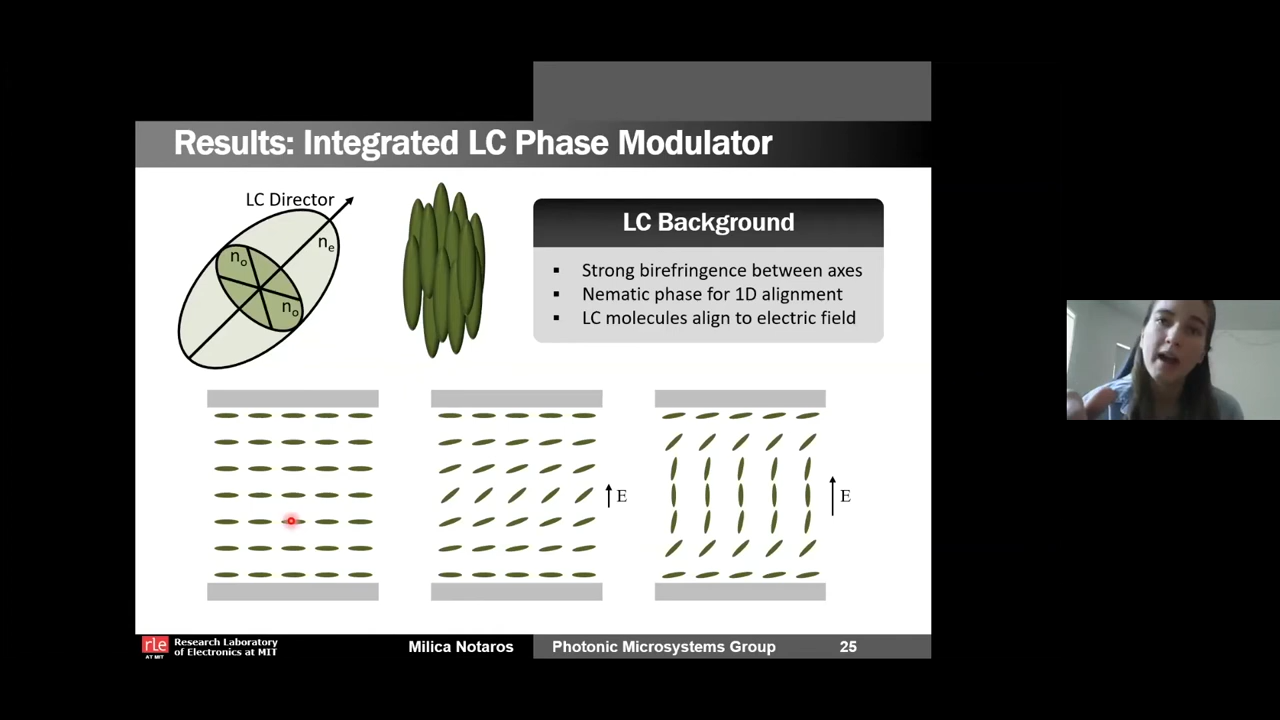 Results: Integrated LC Phase Modulator
LC Director
nₑ
nₒ
nₒ
LC Background
▪ Strong birefringence between axes
▪ Nematic phase for 1D alignment
▪ LC molecules align to electric field
E
E
rle
AT MIT
Research Laboratory
of Electronics at MIT
Milica Notaros
Photonic Microsystems Group
25